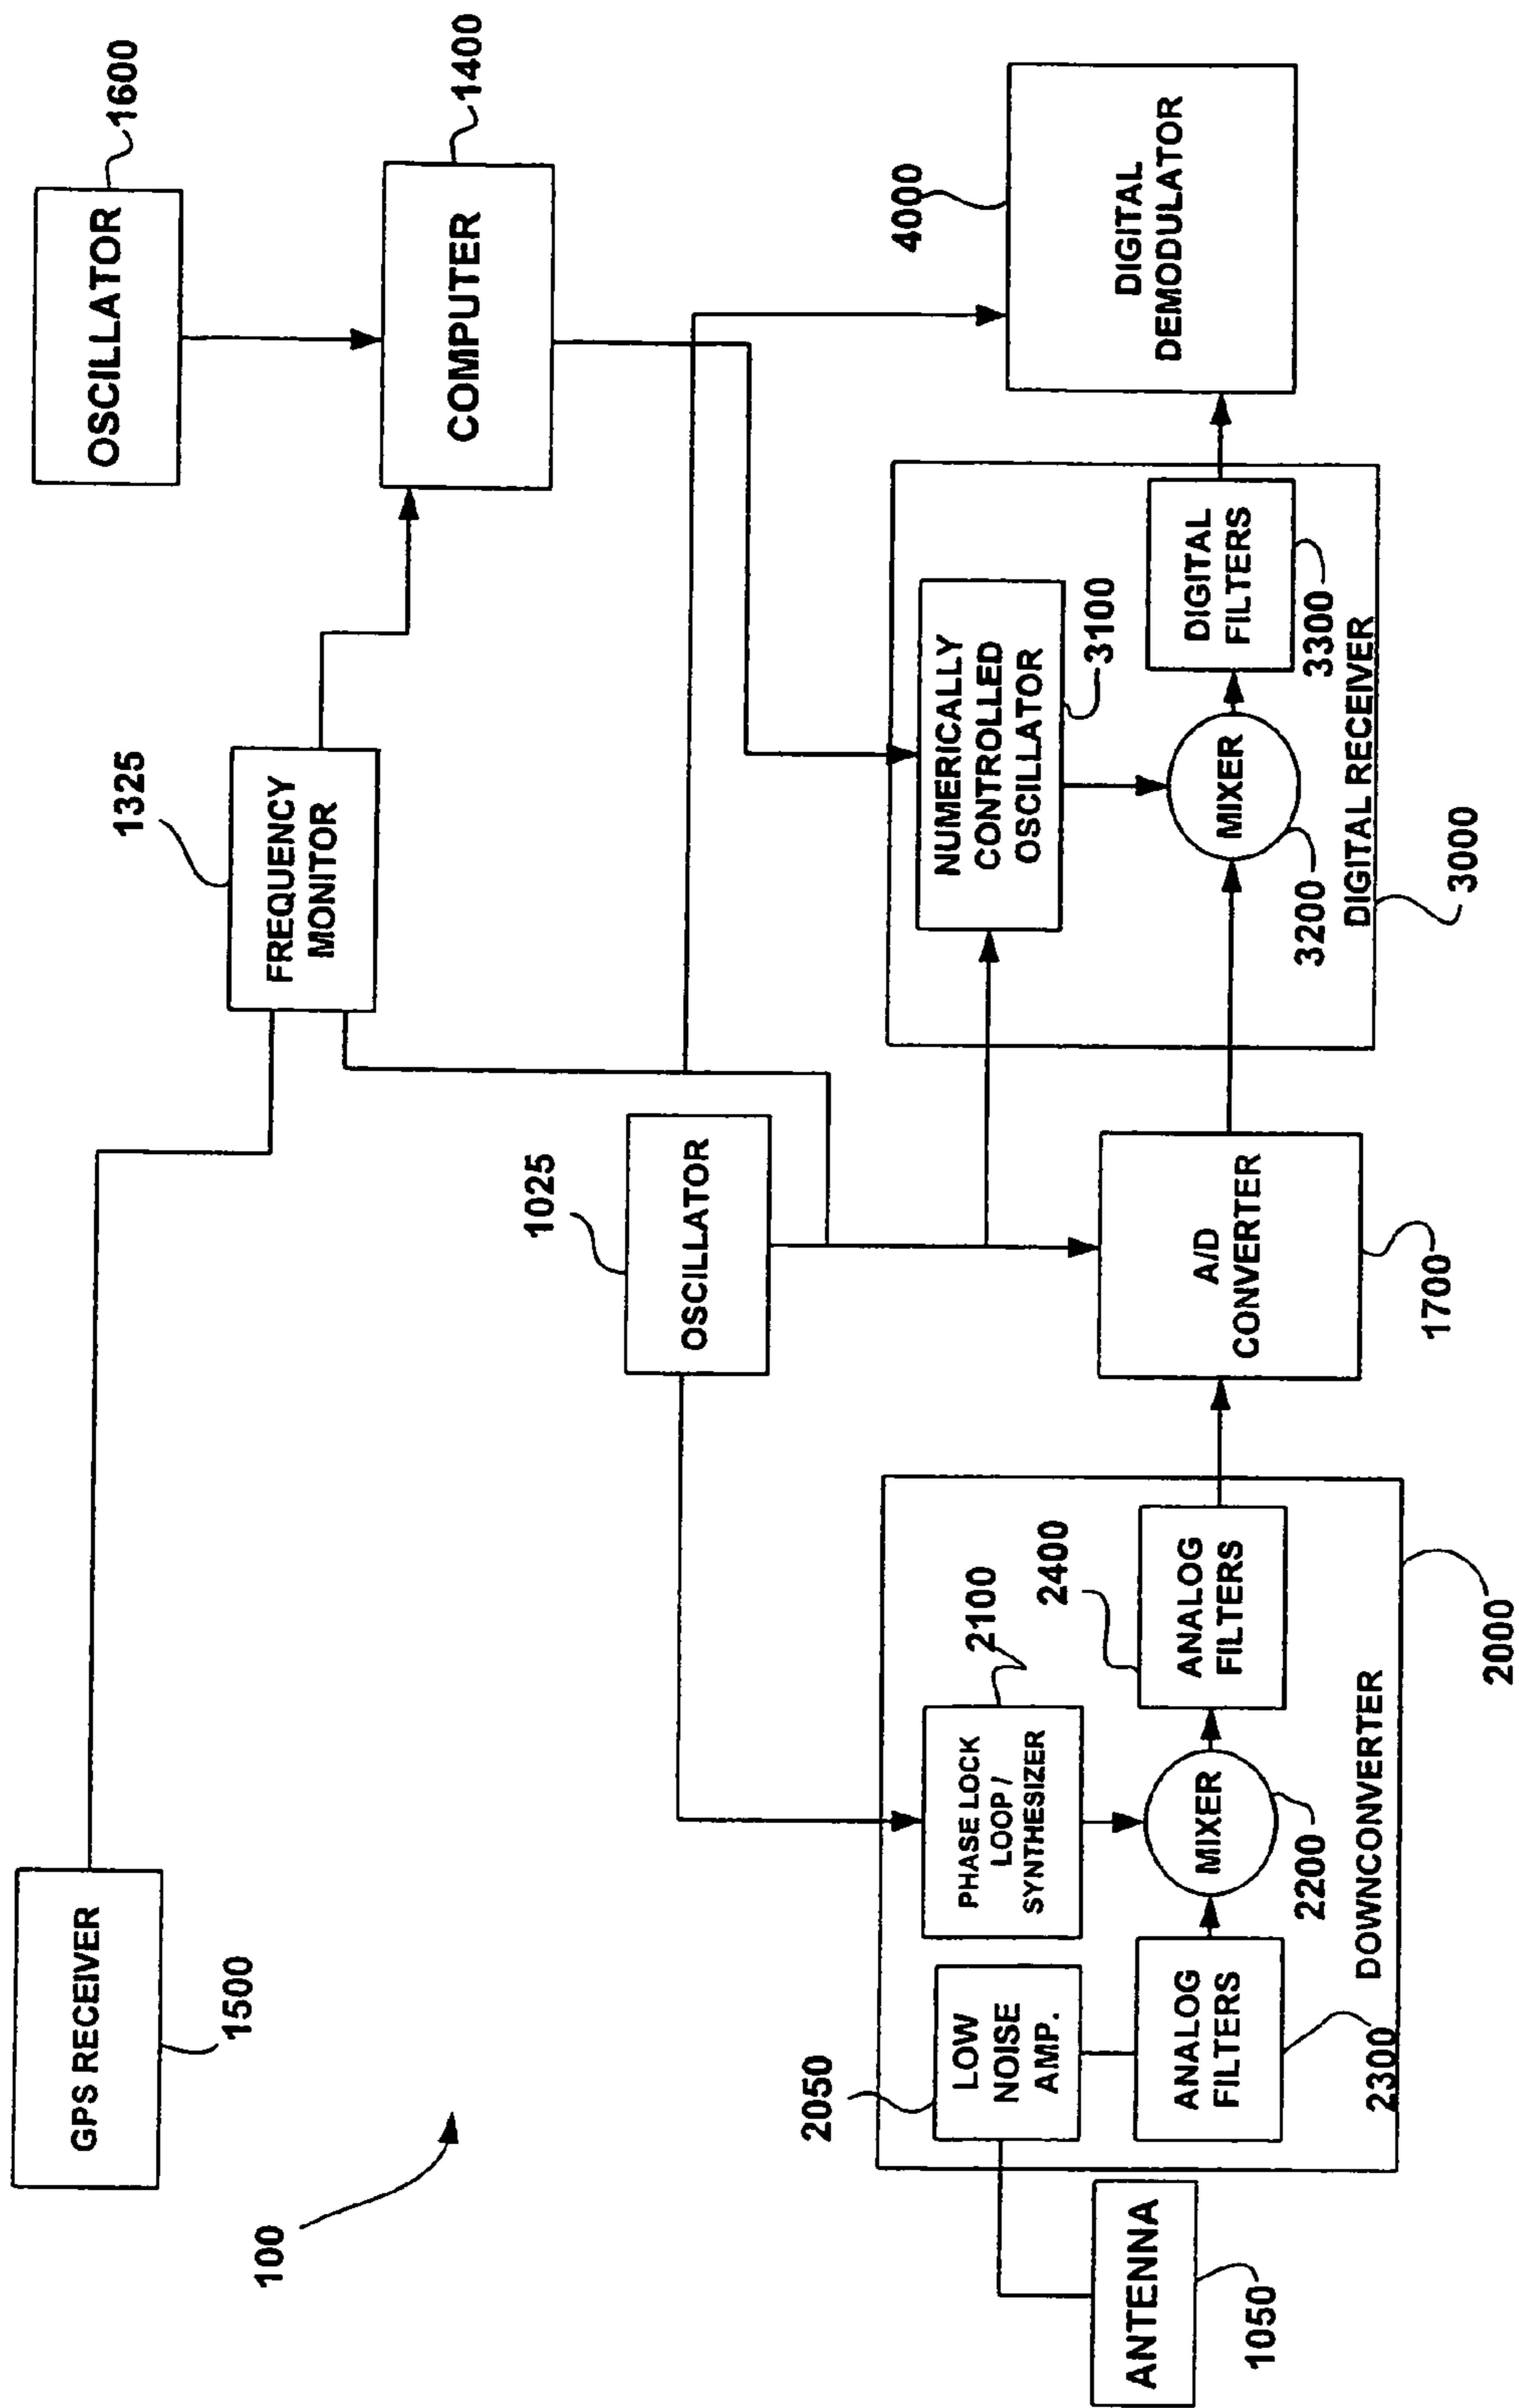 OSCILLATOR
1600
GPS RECEIVER
1500
FREQUENCY
MONITOR
1325
COMPUTER
1400
100
OSCILLATOR
1025
ANTENNA
1050
2050
LOW
NOISE
AMP.
PHASE LOCK
LOOP /
SYNTHESIZER
2100
ANALOG
FILTERS
2300
MIXER
2200
ANALOG
FILTERS
2400
DOWNCONVERTER
2000
A/D
CONVERTER
1700
NUMERICALLY
CONTROLLED
OSCILLATOR
3100
MIXER
3200
DIGITAL
FILTERS
3300
DIGITAL RECEIVER
3000
DIGITAL
DEMODULATOR
4000